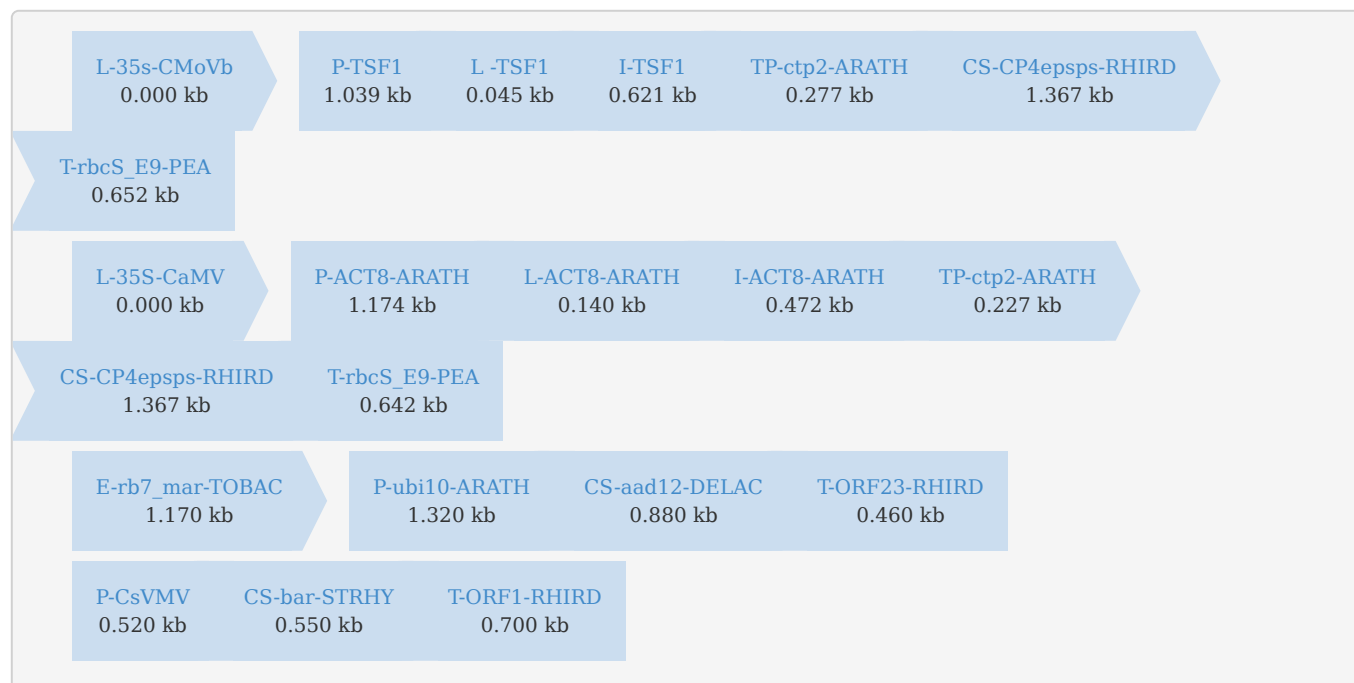 L-35s-CMoVb P-TSF1 L -TSF1 I-TSF1 TP-ctp2-ARATH CS-CP4epsps-RHIRD
0.000 kb 1.039 kb 0.045 kb 0.621 kb 0.277 kb 1.367 kb
T-rbcS_E9-PEA
0.652 kb
L-35S-CaMV P-ACT8-ARATH L-ACT8-ARATH I-ACT8-ARATH TP-ctp2-ARATH
0.000 kb 1.174 kb 0.140 kb 0.472 kb 0.227 kb
CS-CP4epsps-RHIRD T-rbcS_E9-PEA
1.367 kb 0.642 kb
E-rb7_mar-TOBAC P-ubi10-ARATH CS-aad12-DELAC T-ORF23-RHIRD
1.170 kb 1.320 kb 0.880 kb 0.460 kb
P-CsVMV CS-bar-STRHY T-ORF1-RHIRD
0.520 kb 0.550 kb 0.700 kb